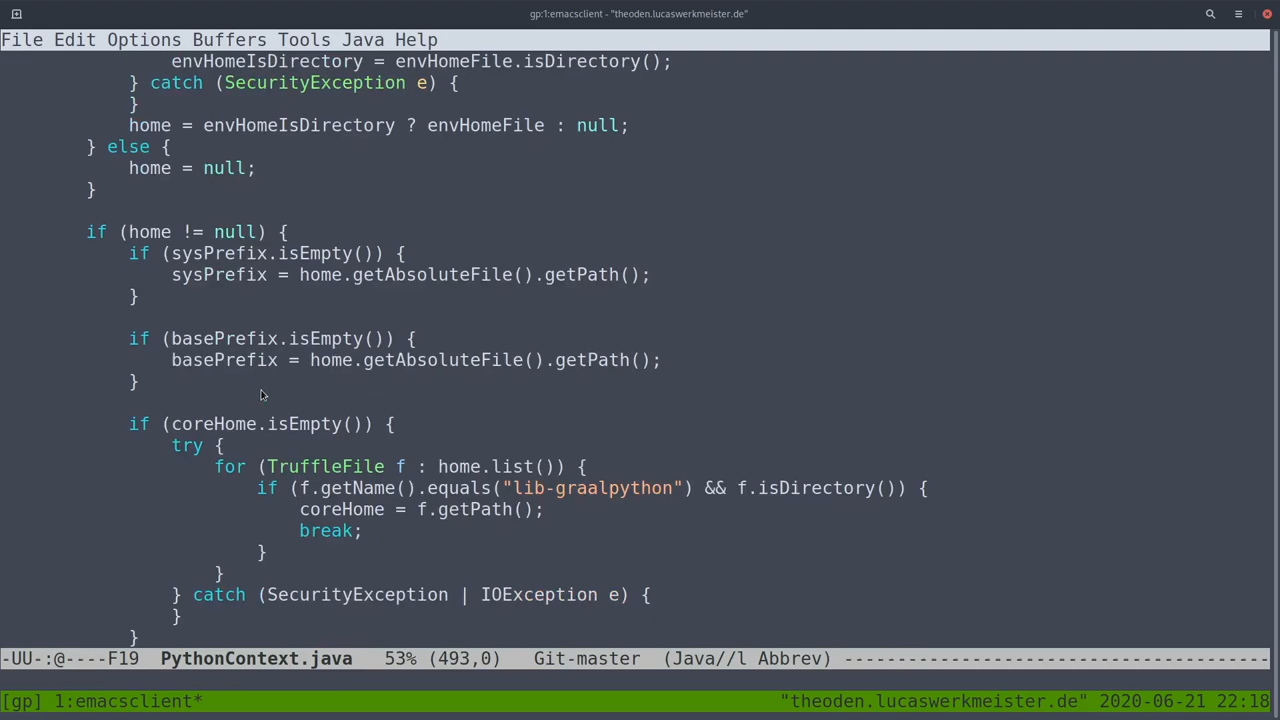 gp:1:emacsclient - "theoden.lucaswerkmeister.de"
File Edit Options Buffers Tools Java Help
                envHomeIsDirectory = envHomeFile.isDirectory();
            } catch (SecurityException e) {
            }
            home = envHomeIsDirectory ? envHomeFile : null;
        } else {
            home = null;
        }

        if (home != null) {
            if (sysPrefix.isEmpty()) {
                sysPrefix = home.getAbsoluteFile().getPath();
            }

            if (basePrefix.isEmpty()) {
                basePrefix = home.getAbsoluteFile().getPath();
            }

            if (coreHome.isEmpty()) {
                try {
                    for (TruffleFile f : home.list()) {
                        if (f.getName().equals("lib-graalpython") && f.isDirectory()) {
                            coreHome = f.getPath();
                            break;
                        }
                    }
                } catch (SecurityException | IOException e) {
                }
            }
-UU-:@----F19  PythonContext.java   53% (493,0)   Git-master  (Java//l Abbrev) ----------------------------------------
[gp] 1:emacsclient* "theoden.lucaswerkmeister.de" 2020-06-21 22:18